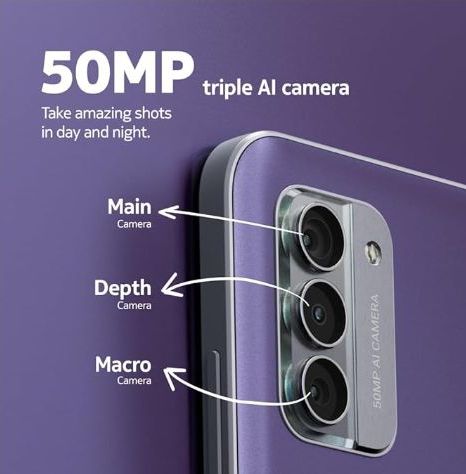 50MP triple AI camera
Take amazing shots
in day and night.
Main
Camera
Depth
Camera
Macro
Camera
50MP AI CAMERA